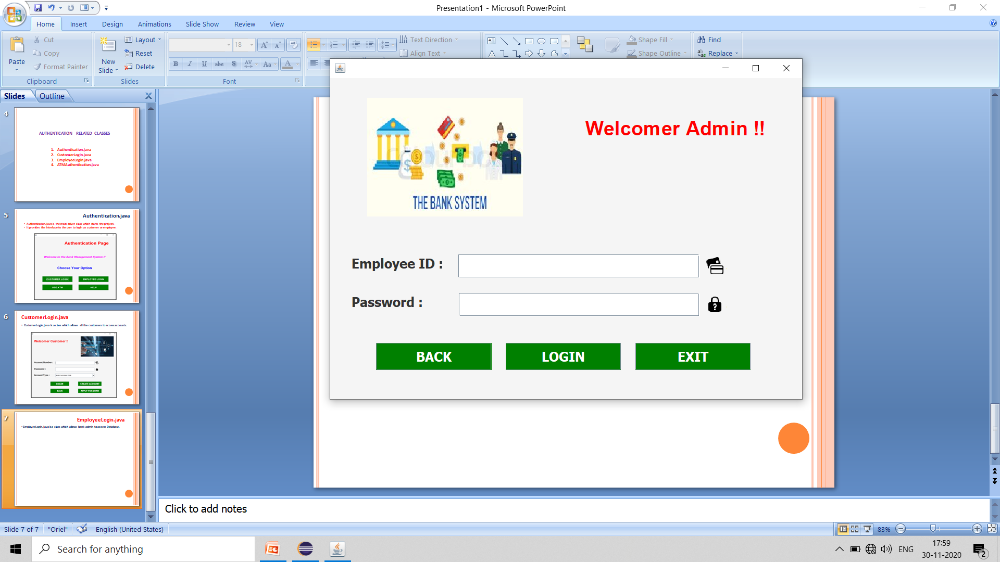 Presentation1 - Microsoft PowerPoint
Home Insert Design Animations Slide Show Review View
Paste
Cut
Copy
Format Painter
Clipboard
New Slide
Layout
Reset
Delete
Slides
18
B I U abc S AV Aa A
Font
Text Direction
Align Text
Shape Fill
Shape Outline
Find
Replace
Slides Outline
4
AUTHENTICATION RELATED CLASSES
1. Authentication.java
2. CustomerLogin.java
3. EmployeeLogin.java
4. ATMAuthentication.java
5
Authentication.java
• Authentication.java is the main driver class which starts the project.
• It provides the interface to the user to login as customer or employee.
Authentication Page
Welcome to the Bank Management System !!
Choose Your Option
CUSTOMER LOGIN EMPLOYEE LOGIN
USE ATM HELP
6
CustomerLogin.java
• CustomerLogin.java is a class which allows all the customers to access accounts.
Welcomer Customer !!
Account Number :
Password :
Account Type :
LOGIN CREATE ACCOUNT
BACK APPLY FOR LOAN
7
EmployeeLogin.java
• EmployeeLogin.java is a class which allows bank admin to access Database.
THE BANK SYSTEM
Welcomer Admin !!
Employee ID :
Password :
BACK LOGIN EXIT
Click to add notes
Slide 7 of 7 "Oriel" English (United States) 83%
Search for anything
ENG
17:59
30-11-2020
2